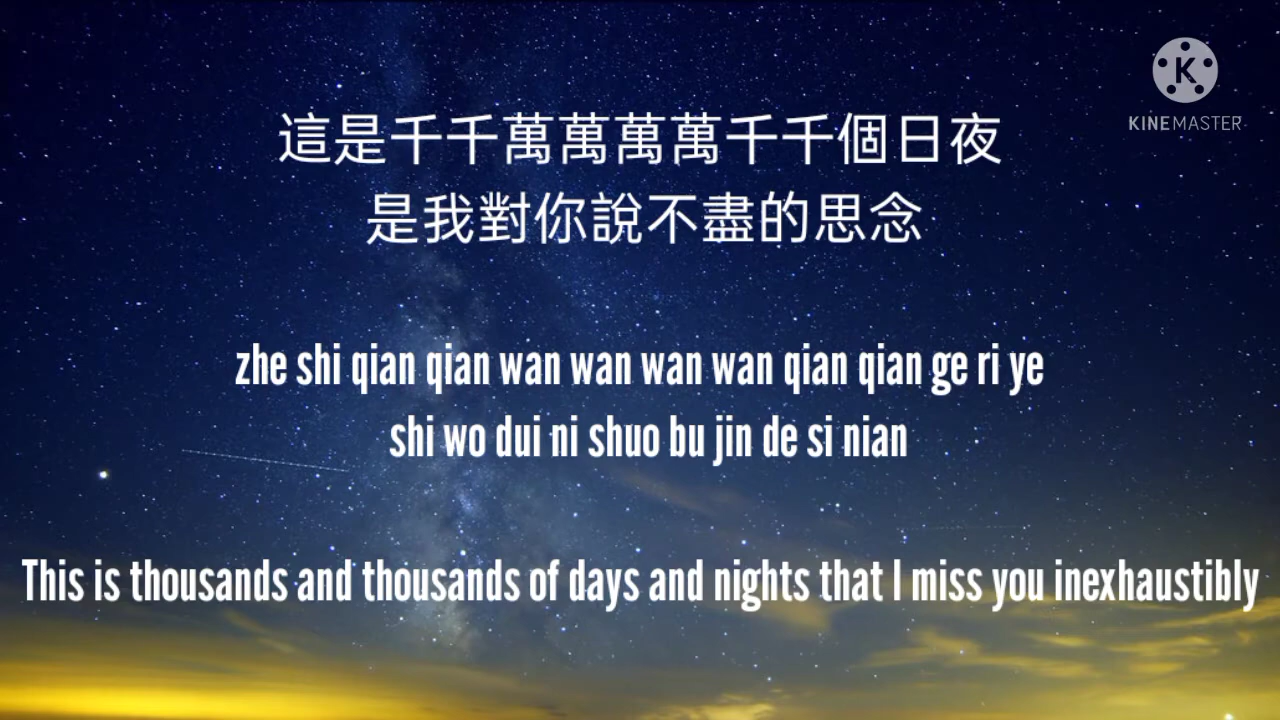 KINEMASTER
這是千千萬萬萬萬千千個日夜
是我對你說不盡的思念
zhe shi qian qian wan wan wan wan qian qian ge ri ye
shi wo dui ni shuo bu jin de si nian
This is thousands and thousands of days and nights that I miss you inexhaustibly